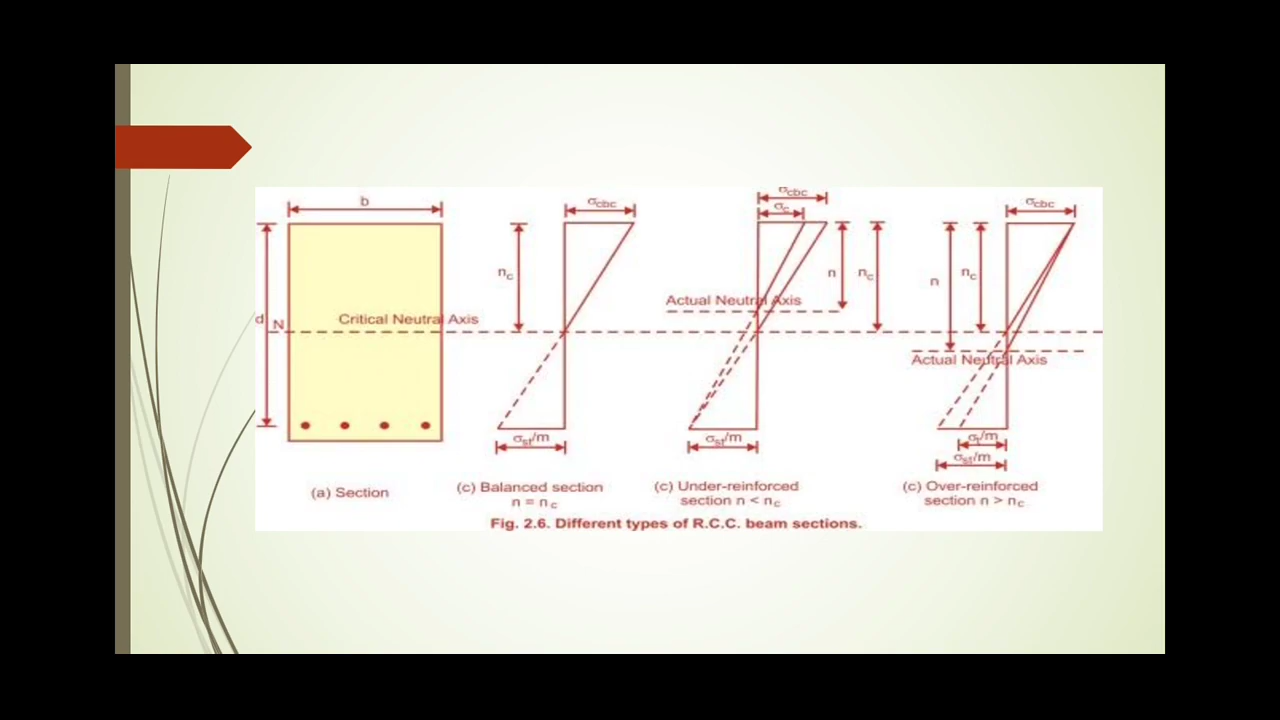 b
d
N
Critical Neutral Axis
(a) Section
σcbc
nc
σst/m
(c) Balanced section
n = nc
σcbc
σc
n
nc
Actual Neutral Axis
σst/m
(c) Under-reinforced
section n < nc
σcbc
n
nc
Actual Neutral Axis
σt/m
σst/m
(c) Over-reinforced
section n > nc
Fig. 2.6. Different types of R.C.C. beam sections.